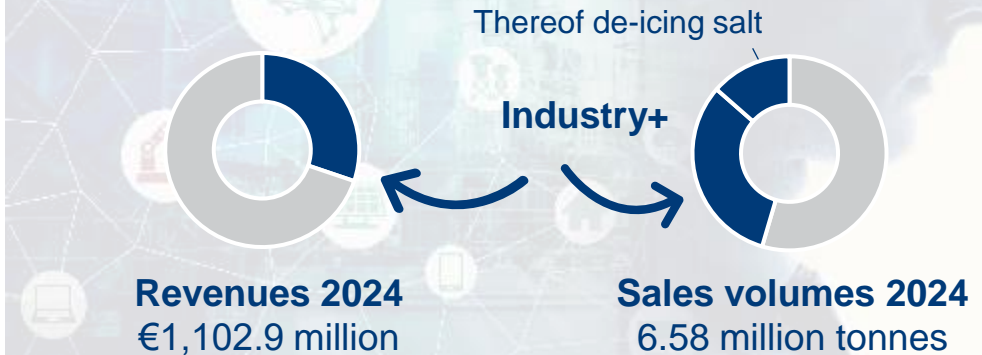 Thereof de-icing salt
Industry+
Revenues 2024
€1,102.9 million
Sales volumes 2024
6.58 million tonnes